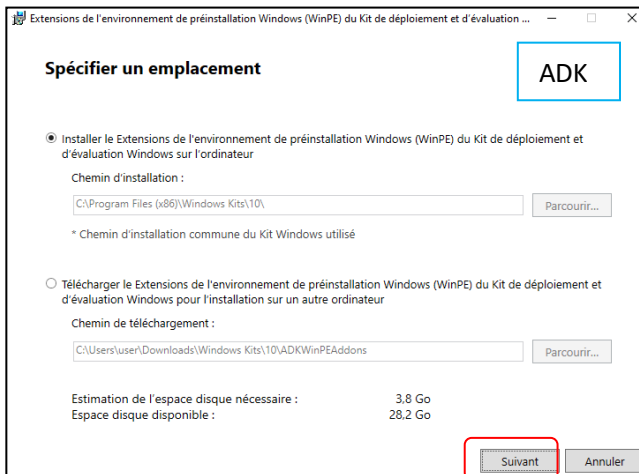 Extensions de l'environnement de préinstallation Windows (WinPE) du Kit de déploiement et d'évaluation ...
Spécifier un emplacement
ADK
Installer le Extensions de l'environnement de préinstallation Windows (WinPE) du Kit de déploiement et
d'évaluation Windows sur l'ordinateur
Chemin d'installation :
C:\Program Files (x86)\Windows Kits\10\
Parcourir...
* Chemin d'installation commune du Kit Windows utilisé
Télécharger le Extensions de l'environnement de préinstallation Windows (WinPE) du Kit de déploiement et
d'évaluation Windows pour l'installation sur un autre ordinateur
Chemin de téléchargement :
C:\Users\user\Downloads\Windows Kits\10\ADKWinPEAddons
Parcourir...
Estimation de l'espace disque nécessaire : 3,8 Go
Espace disque disponible : 28,2 Go
Suivant
Annuler